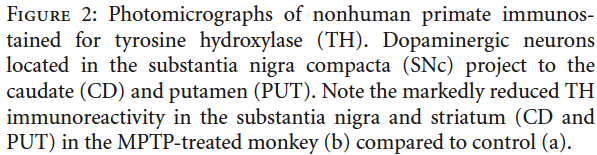 FIGURE 2: Photomicrographs of nonhuman primate immunos-
tained for tyrosine hydroxylase (TH). Dopaminergic neurons
located in the substantia nigra compacta (SNc) project to the
caudate (CD) and putamen (PUT). Note the markedly reduced TH
immunoreactivity in the substantia nigra and striatum (CD and
PUT) in the MPTP-treated monkey (b) compared to control (a).